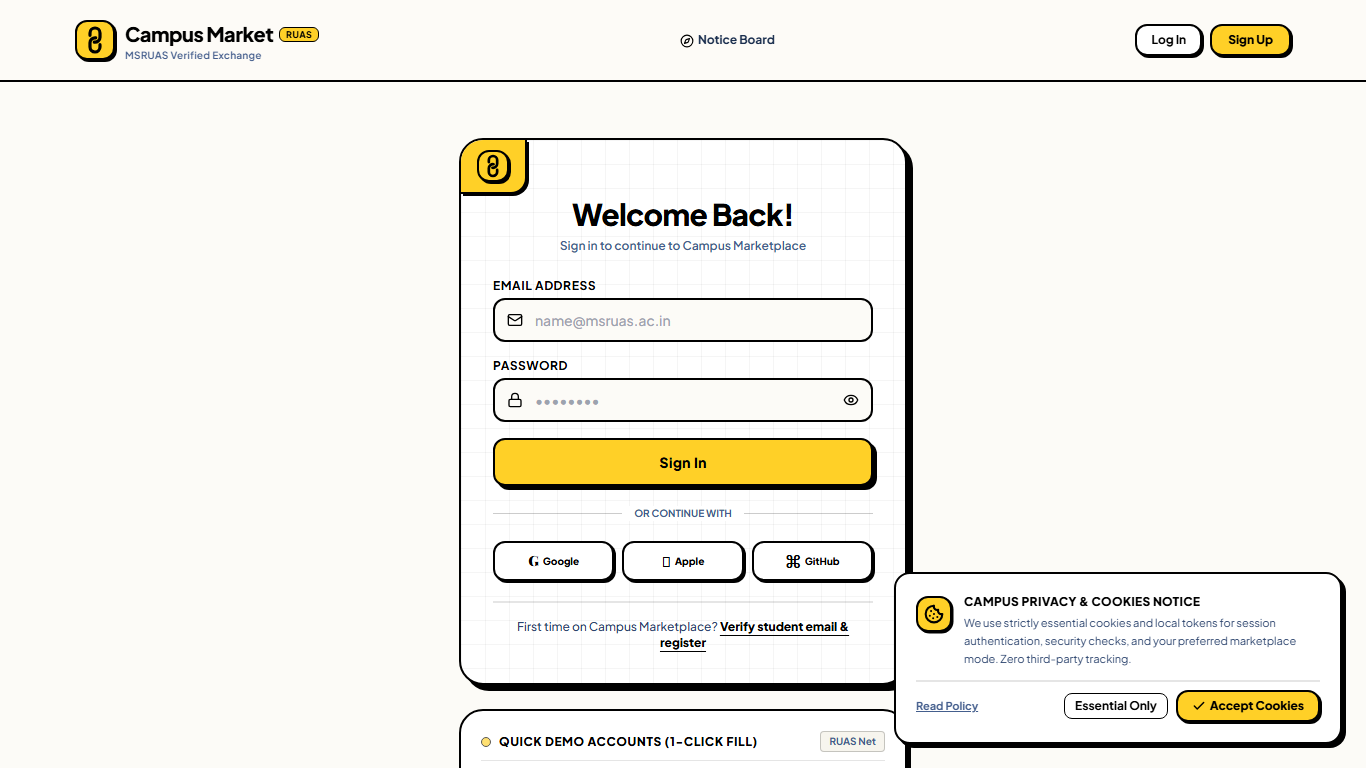 Campus Market RUAS
MSRUAS Verified Exchange
Notice Board
Log In
Sign Up
Welcome Back!
Sign in to continue to Campus Marketplace
EMAIL ADDRESS
name@msruas.ac.in
PASSWORD
••••••••
Sign In
OR CONTINUE WITH
G Google
Apple
⌘ GitHub
First time on Campus Marketplace? Verify student email &
register
QUICK DEMO ACCOUNTS (1-CLICK FILL)
RUAS Net
CAMPUS PRIVACY & COOKIES NOTICE
We use strictly essential cookies and local tokens for session
authentication, security checks, and your preferred marketplace
mode. Zero third-party tracking.
Read Policy
Essential Only
Accept Cookies